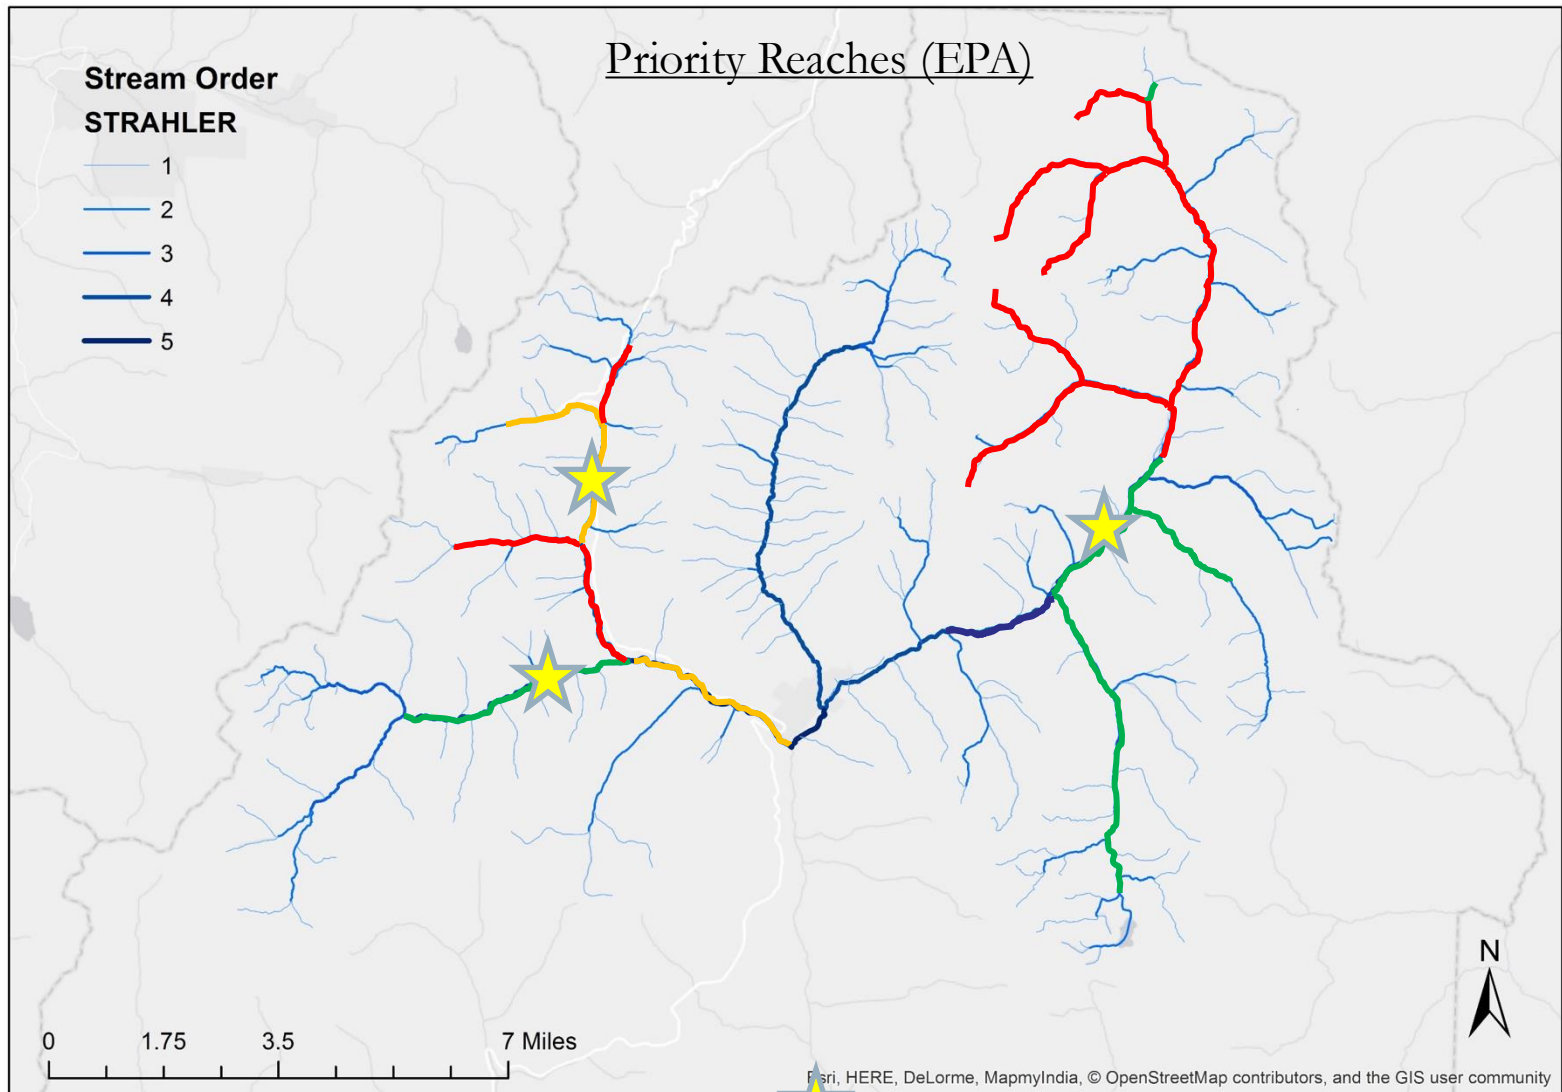 Priority Reaches (EPA)
Stream Order
STRAHLER
1
2
3
4
5
N
0 1.75 3.5 7 Miles
Esri, HERE, DeLorme, MapmyIndia, © OpenStreetMap contributors, and the GIS user community